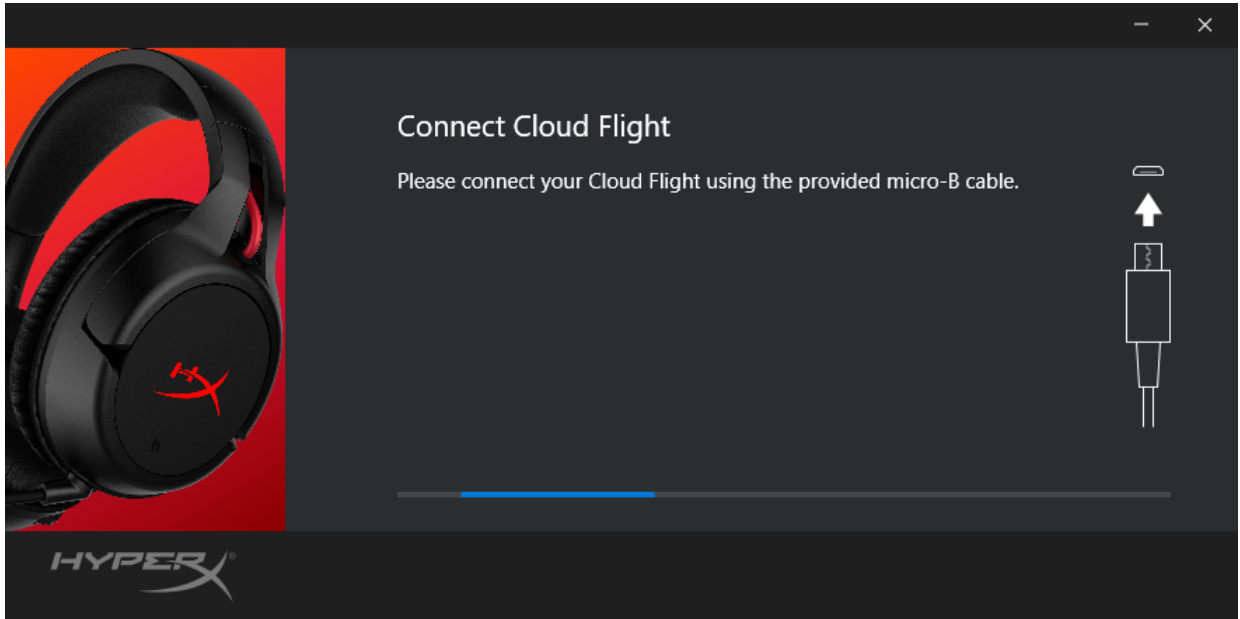 Connect Cloud Flight
Please connect your Cloud Flight using the provided micro-B cable.
HYPERX®